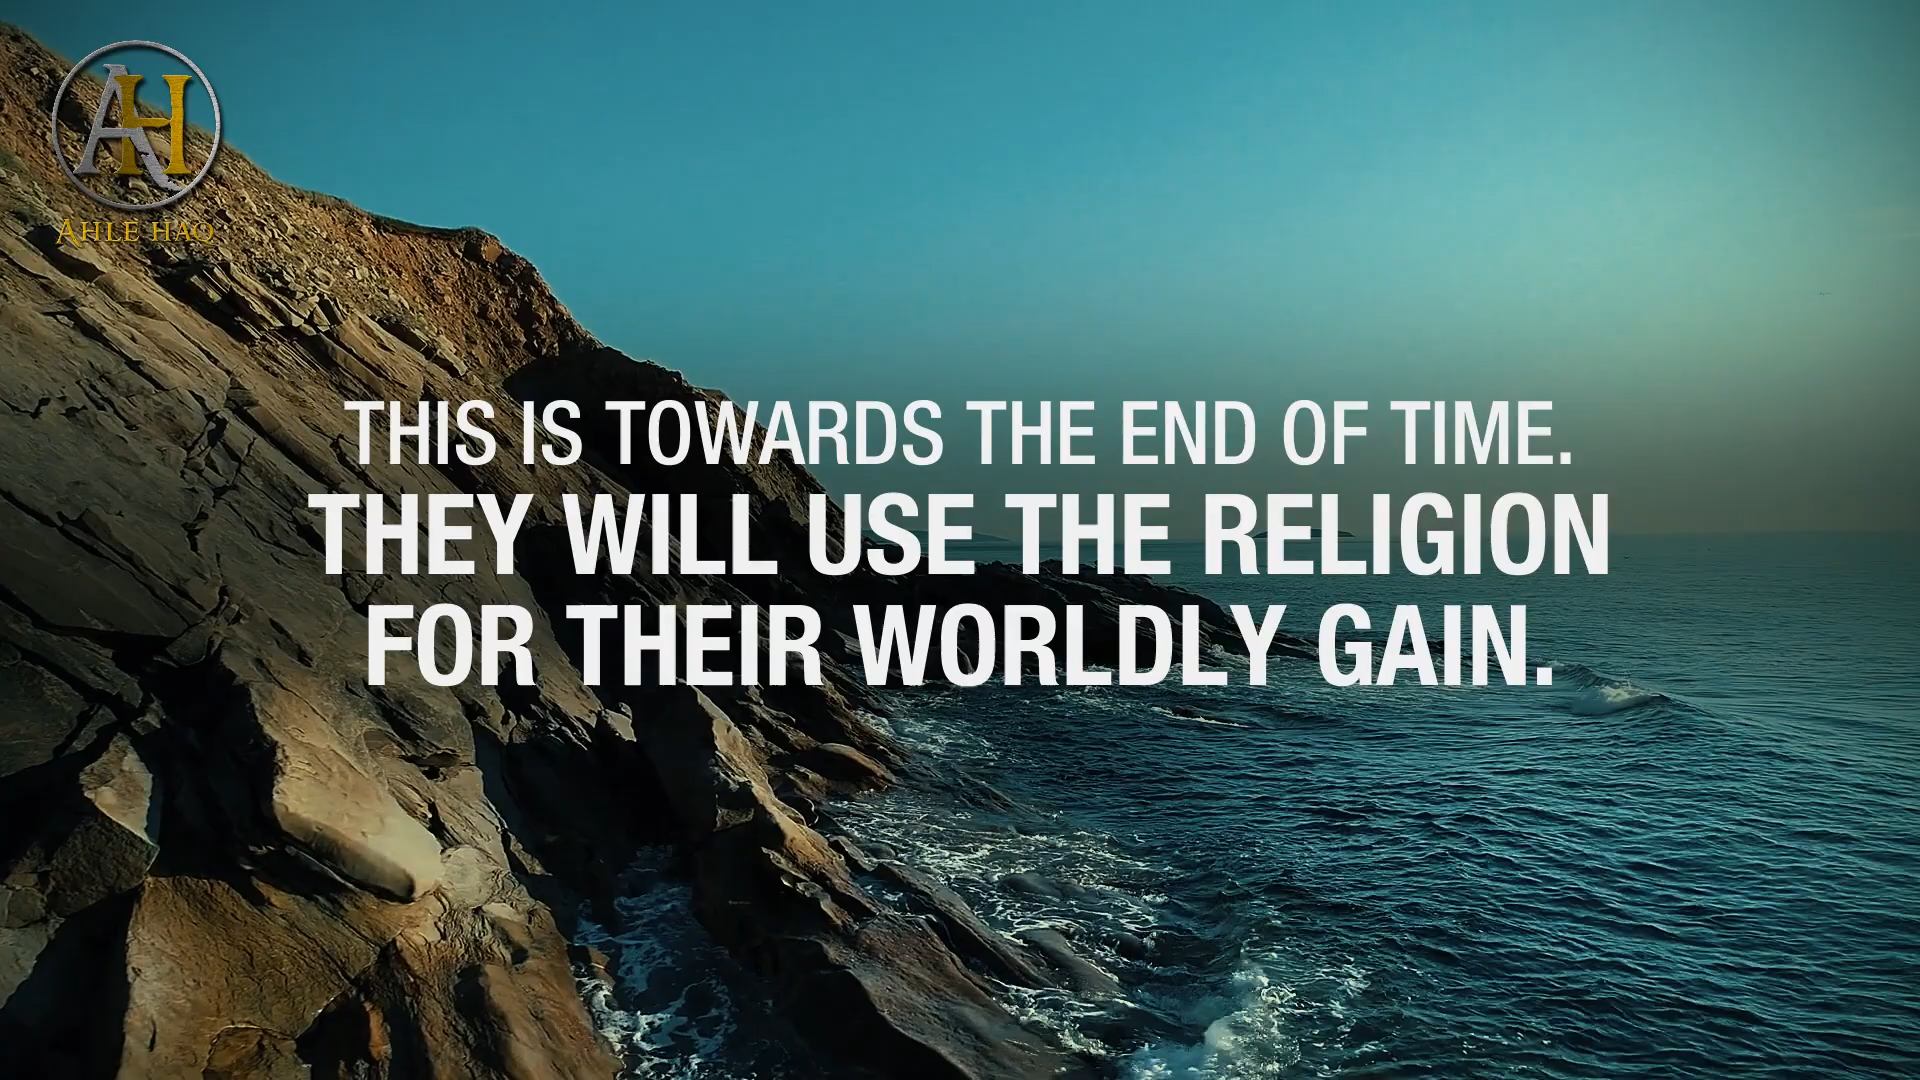 AH
AHLE HAQ
THIS IS TOWARDS THE END OF TIME.
THEY WILL USE THE RELIGION
FOR THEIR WORLDLY GAIN.